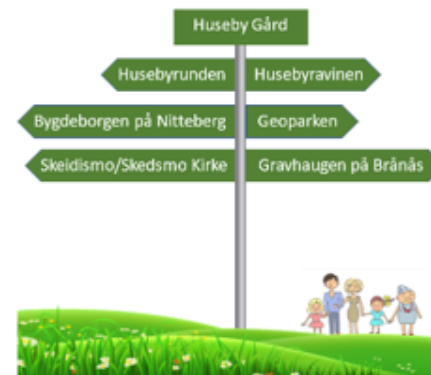 Huseby Gård
Husebyrunden
Husebyravinen
Bygdeborgen på Nitteberg
Geoparken
Skeidismo/Skedsmo Kirke
Gravhaugen på Brånås